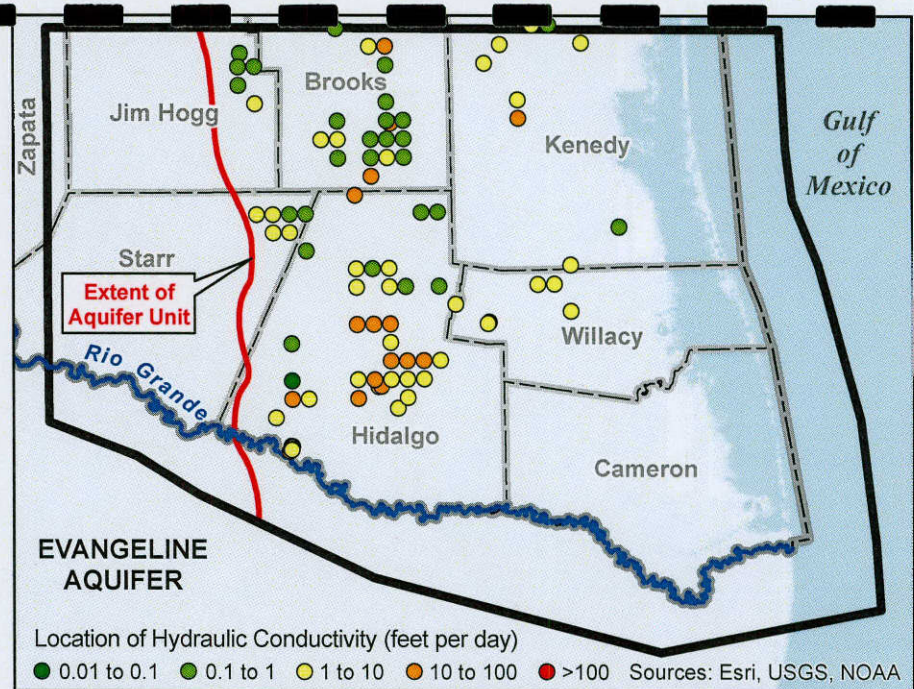 Zapata
Jim Hogg
Brooks
Kenedy
Gulf
of
Mexico
Starr
Extent of
Aquifer Unit
Rio Grande
Willacy
Hidalgo
Cameron
EVANGELINE
AQUIFER
Location of Hydraulic Conductivity (feet per day)
0.01 to 0.1 0.1 to 1 1 to 10 10 to 100 >100 Sources: Esri, USGS, NOAA